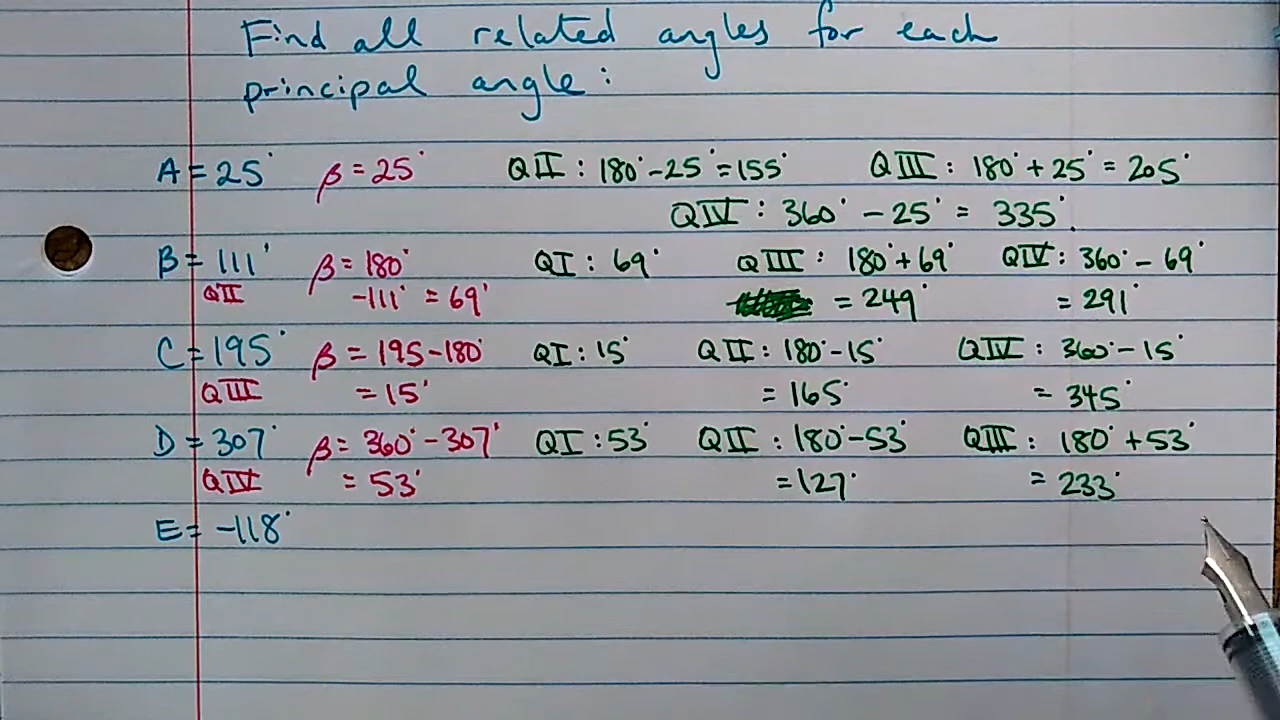 Find all related angles for each
principal angle:
A = 25° β = 25° QII: 180° - 25° = 155° QIII: 180° + 25° = 205°
QIV: 360° - 25° = 335°.
B = 111° β = 180° QI: 69° QIII: 180° + 69° QIV: 360° - 69°
QII -111° = 69° = 249° = 291°
C = 195° β = 195 - 180° QI: 15° QII: 180° - 15° QIV: 360° - 15°
QIII = 15° = 165° = 345°
D = 307° β = 360° - 307° QI: 53° QII: 180° - 53° QIII: 180° + 53°
QIV = 53° = 127° = 233°
E = -118°